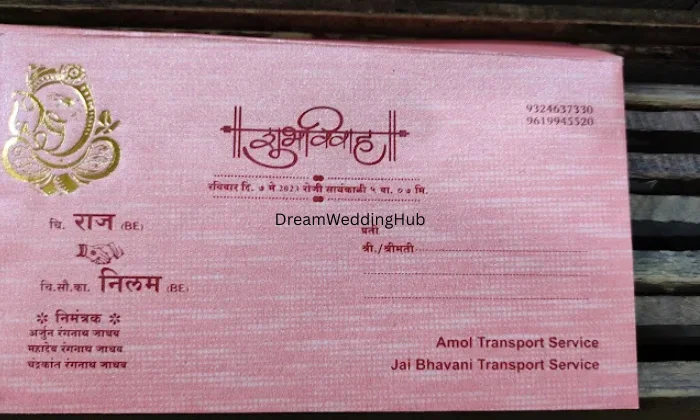 9324637330
9619945520
शुभविवाह
रविवार दि. ७ मे २०२३ रोजी सायंकाळी ५ वा. ०७ मि.
DreamWeddingHub
चि. राज (BE)
चि.सौ.का. निलम (BE)
प्रती
श्री./श्रीमती
❊ निमंत्रक ❊
अर्जुन रंगनाथ जाधव
महादेव रंगनाथ जाधव
चंद्रकांत रंगनाथ जाधव
Amol Transport Service
Jai Bhavani Transport Service